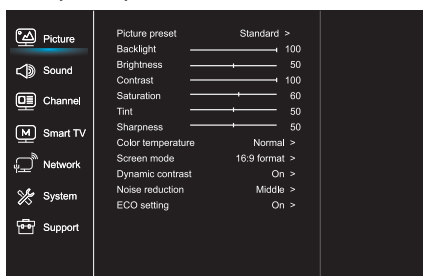 Picture
Sound
Channel
M Smart TV
Network
System
Support
Picture preset Standard >
Backlight 100
Brightness 50
Contrast 100
Saturation 60
Tint 50
Sharpness 50
Color temperature Normal >
Screen mode 16:9 format >
Dynamic contrast On >
Noise reduction Middle >
ECO setting On >